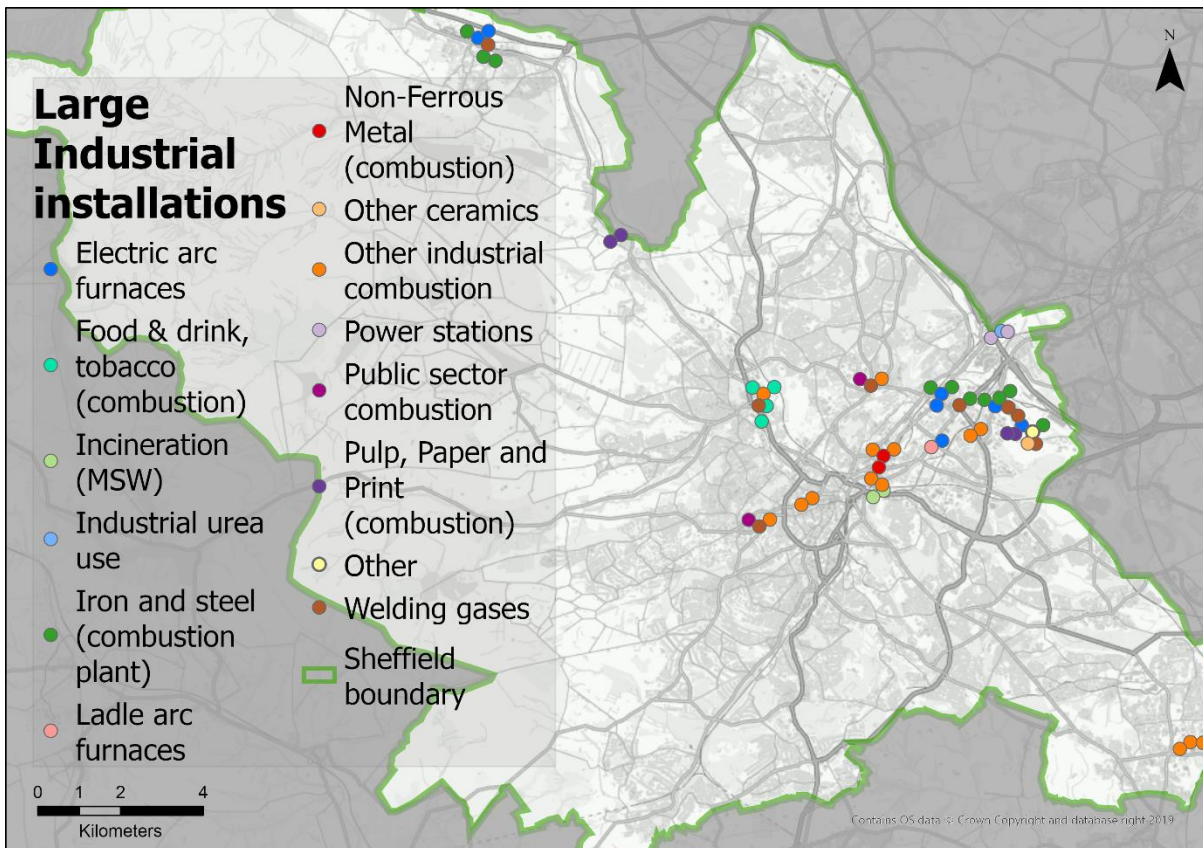 Large
Industrial
installations
Electric arc
furnaces
Food & drink,
tobacco
(combustion)
Incineration
(MSW)
Industrial urea
use
Iron and steel
(combustion
plant)
Ladle arc
furnaces
Non-Ferrous
Metal
(combustion)
Other ceramics
Other industrial
combustion
Power stations
Public sector
combustion
Pulp, Paper and
Print
(combustion)
Other
Welding gases
Sheffield
boundary
0 1 2 4
Kilometers
N
Contains OS data © Crown Copyright and database right 2019